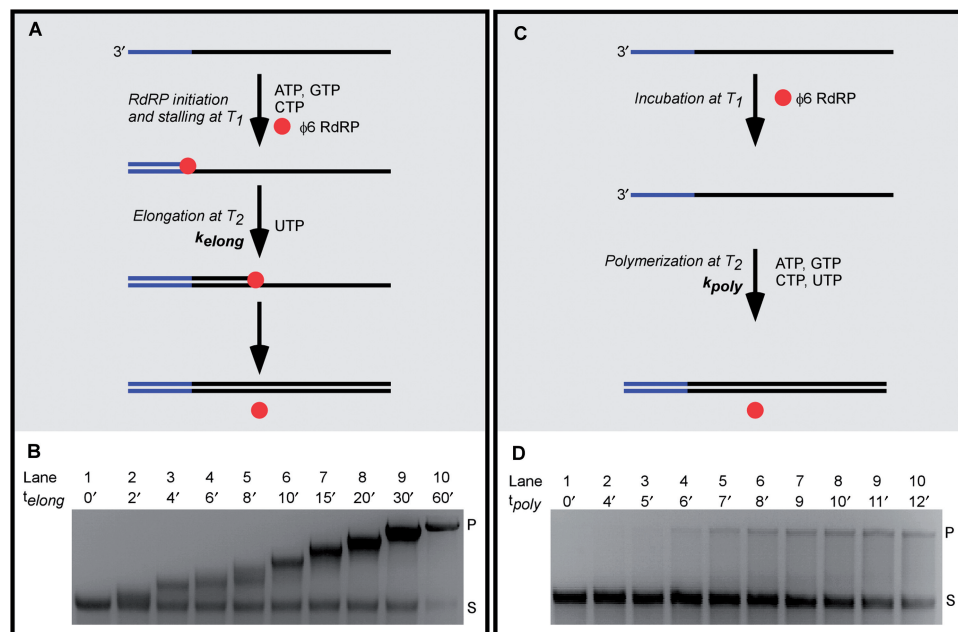 A
3′
RdRP initiation
and stalling at T1
ATP, GTP
CTP
ϕ6 RdRP
Elongation at T2
kelong
UTP
B
Lane 1 2 3 4 5 6 7 8 9 10
telong 0′ 2′ 4′ 6′ 8′ 10′ 15′ 20′ 30′ 60′
P
S
C
3′
Incubation at T1
ϕ6 RdRP
3′
Polymerization at T2
kpoly
ATP, GTP
CTP, UTP
D
Lane 1 2 3 4 5 6 7 8 9 10
tpoly 0′ 4′ 5′ 6′ 7′ 8′ 9 10′ 11′ 12′
P
S